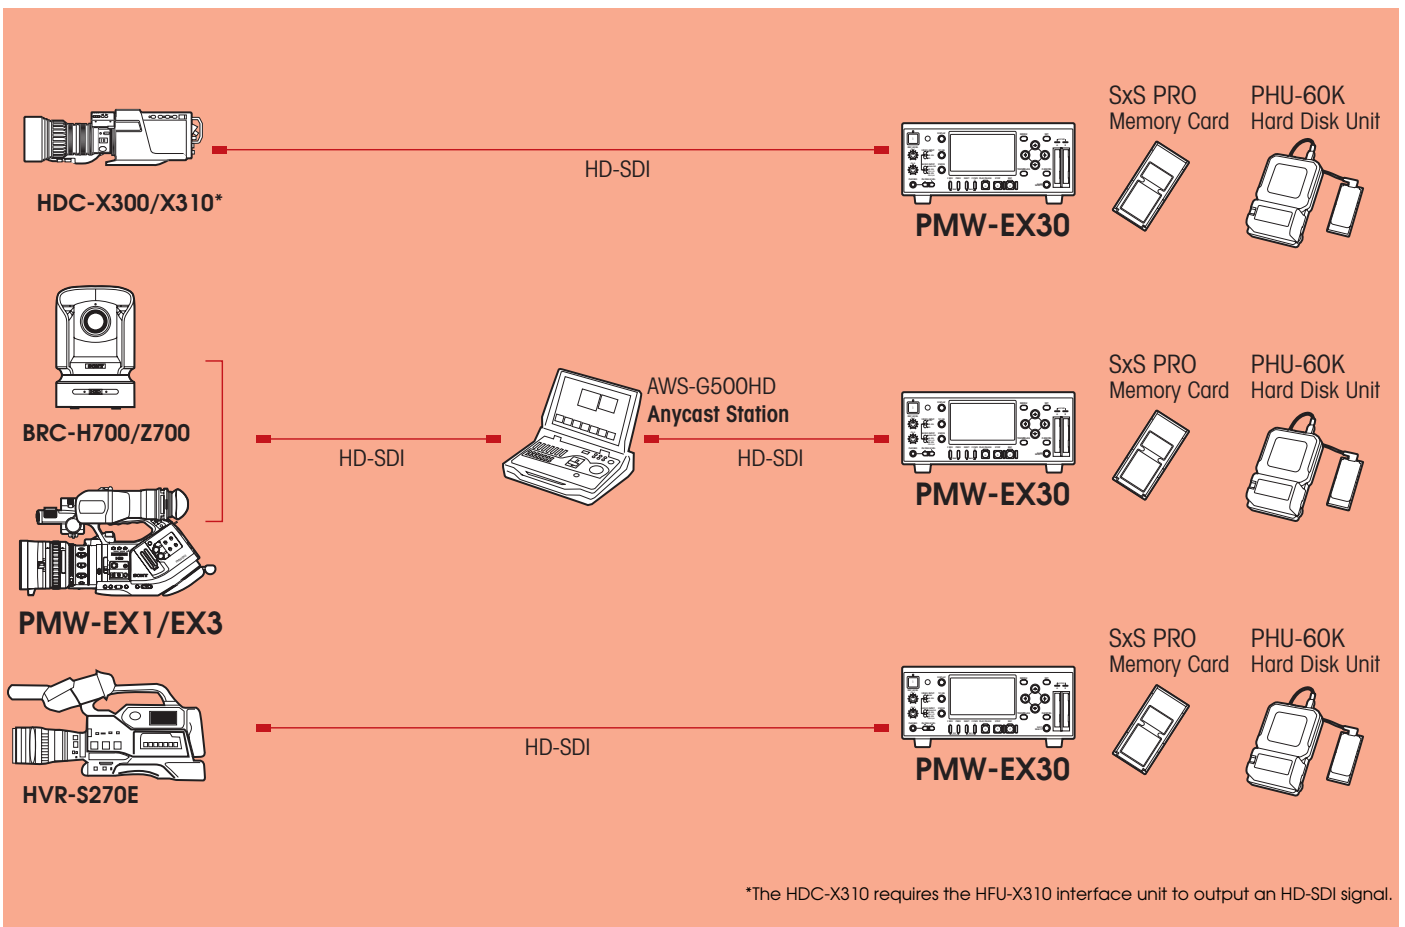 SxS PRO
Memory Card
PHU-60K
Hard Disk Unit
HD-SDI
HDC-X300/X310*
PMW-EX30
SONY
BRC-H700/Z700
HD-SDI
AWS-G500HD
Anycast Station
HD-SDI
PMW-EX30
SxS PRO
Memory Card
PHU-60K
Hard Disk Unit
SONY
PMW-EX1/EX3
HVR-S270E
HD-SDI
PMW-EX30
SxS PRO
Memory Card
PHU-60K
Hard Disk Unit
*The HDC-X310 requires the HFU-X310 interface unit to output an HD-SDI signal.